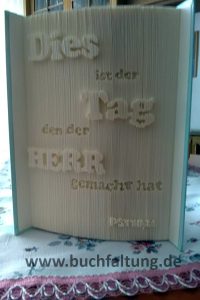 Dies
ist der
Tag
den der
HERR
gemacht hat
www.buchfaltung.de